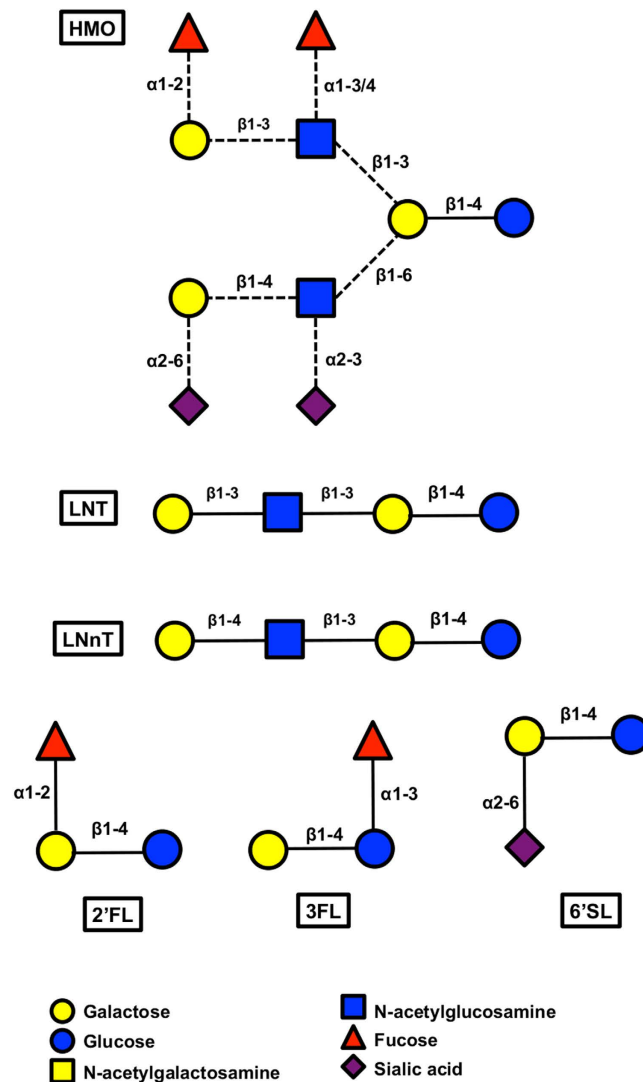 HMO
α1-2
α1-3/4
β1-3
β1-3
β1-4
β1-6
β1-4
α2-6
α2-3
LNT
β1-3
β1-3
β1-4
LNnT
β1-4
β1-3
β1-4
α1-2
β1-4
2'FL
α1-3
β1-4
3FL
β1-4
α2-6
6'SL
Galactose
Glucose
N-acetylgalactosamine
N-acetylglucosamine
Fucose
Sialic acid